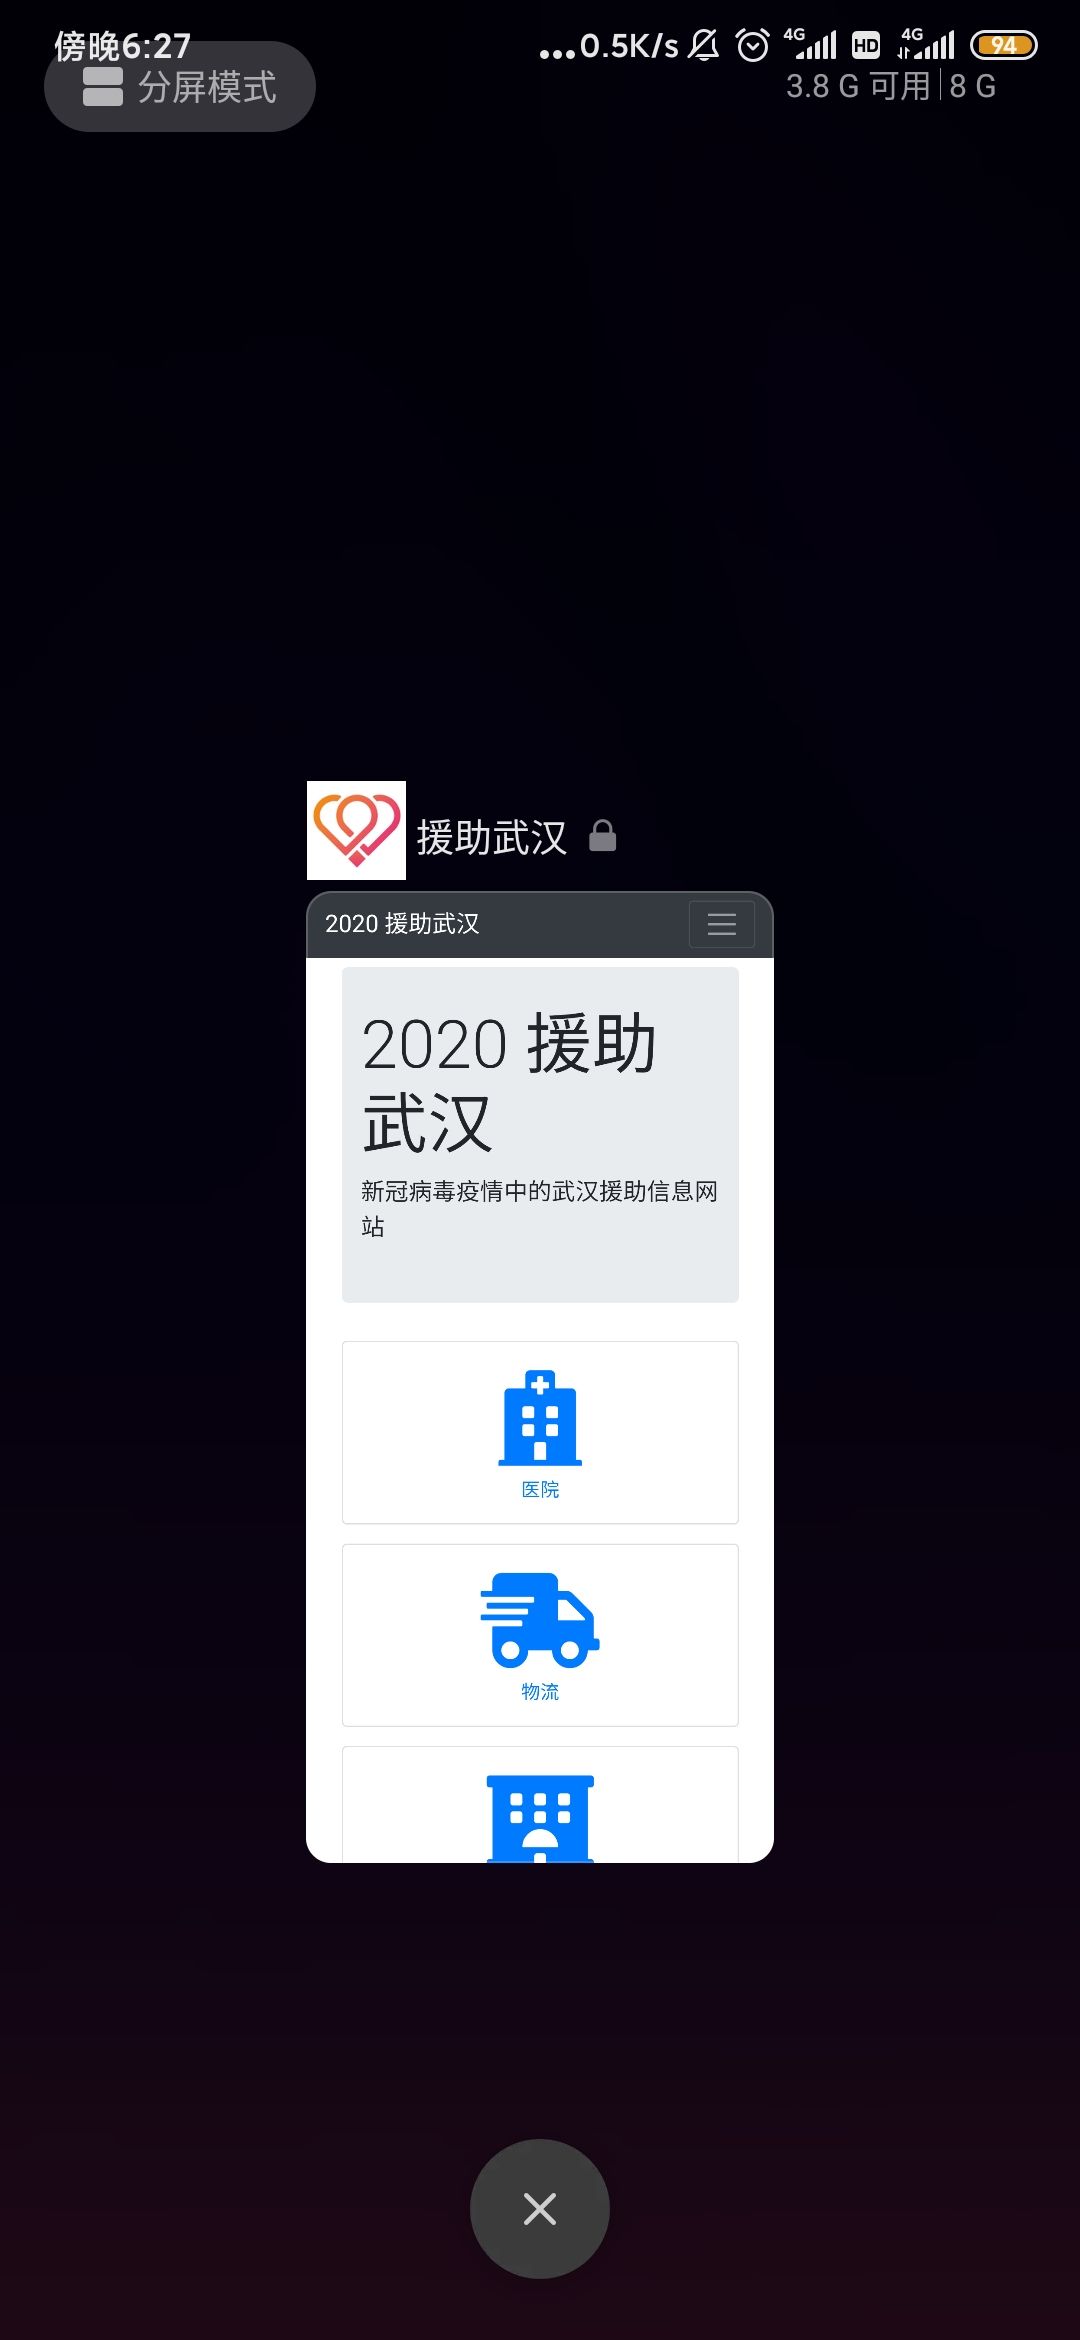 傍晚6:27
...0.5K/s 4G HD 4G 94
分屏模式
3.8 G 可用 | 8 G
援助武汉
2020 援助武汉
2020 援助
武汉
新冠病毒疫情中的武汉援助信息网
站
医院
物流